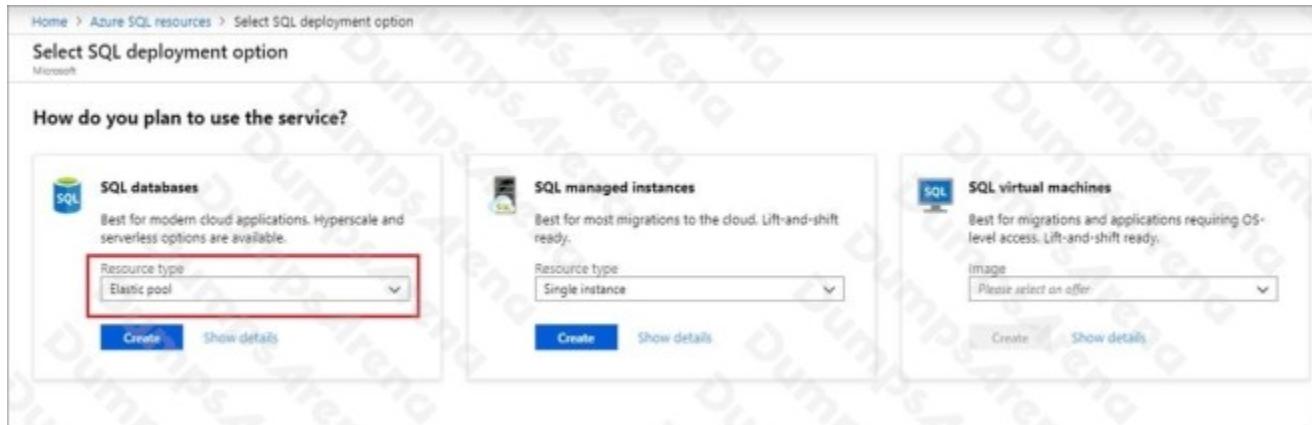 Home > Azure SQL resources > Select SQL deployment option
Select SQL deployment option
Microsoft
How do you plan to use the service?
SQL
SQL databases
Best for modern cloud applications. Hyperscale and
serverless options are available.
Resource type
Elastic pool
Create Show details
SQL
SQL managed instances
Best for most migrations to the cloud. Lift-and-shift
ready.
Resource type
Single instance
Create Show details
SQL
SQL virtual machines
Best for migrations and applications requiring OS-
level access. Lift-and-shift ready.
Image
Please select an offer
Create Show details
DumpsArena